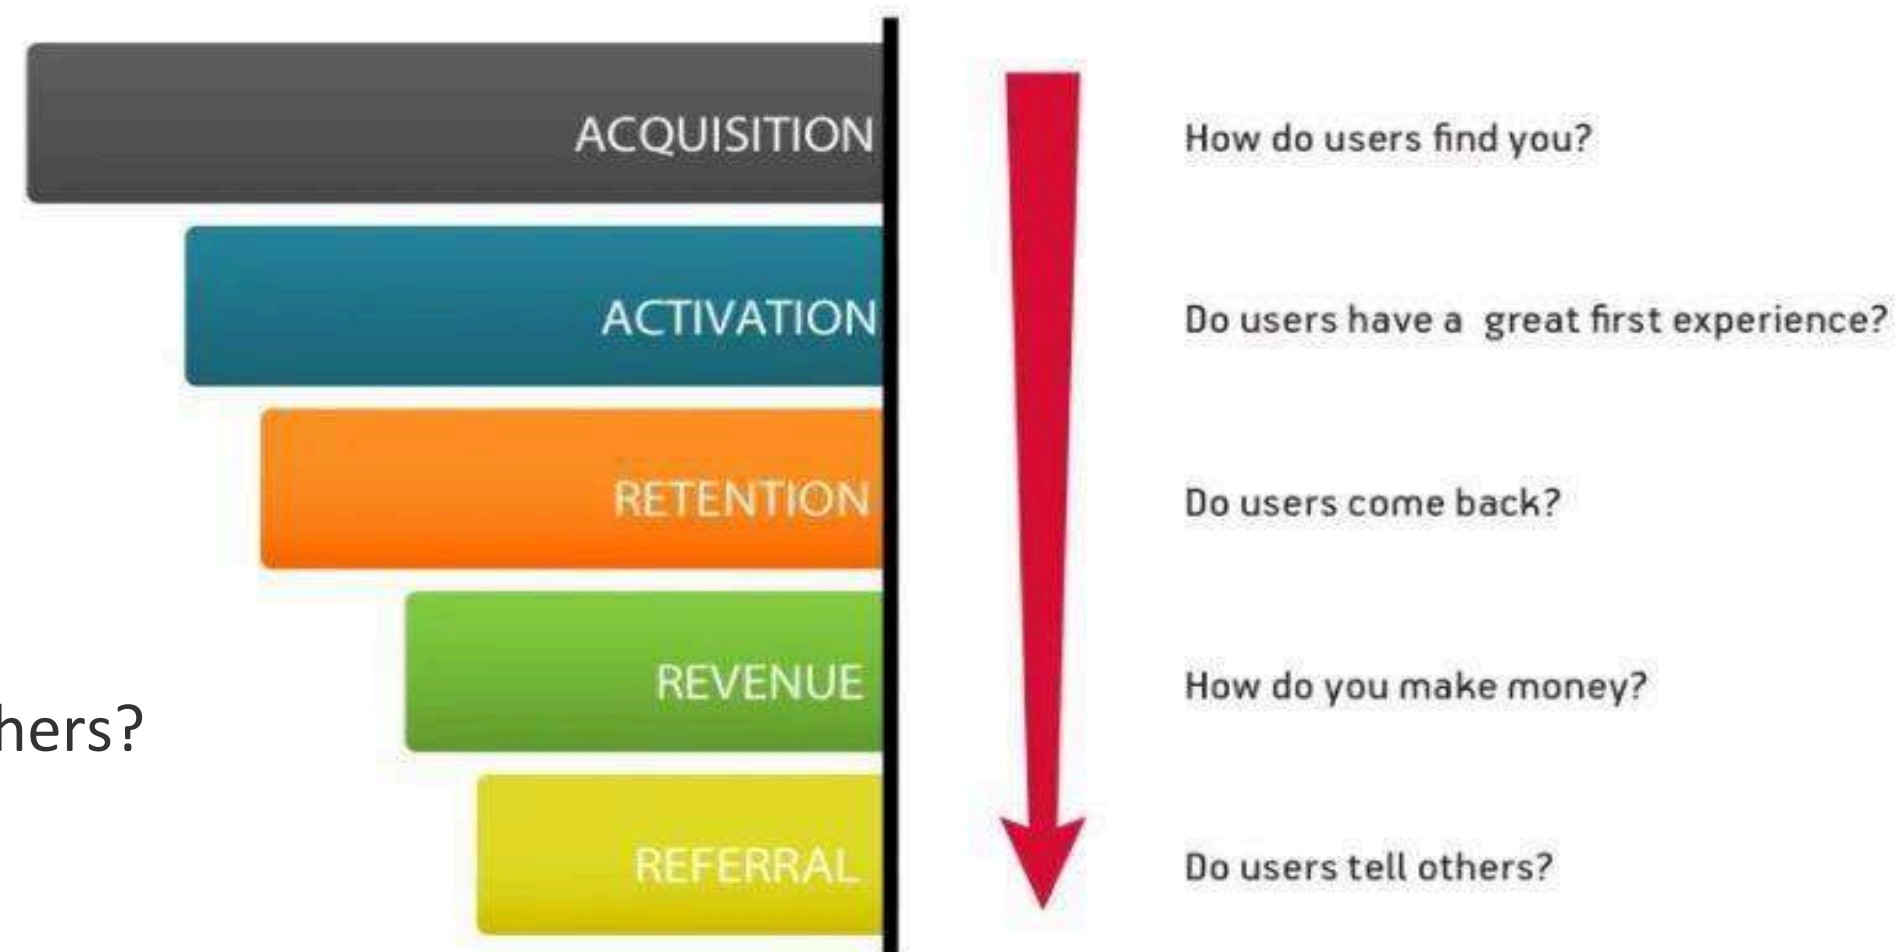 ACQUISITION
How do users find you?
ACTIVATION
Do users have a great first experience?
RETENTION
Do users come back?
REVENUE
How do you make money?
hers?
REFERRAL
Do users tell others?